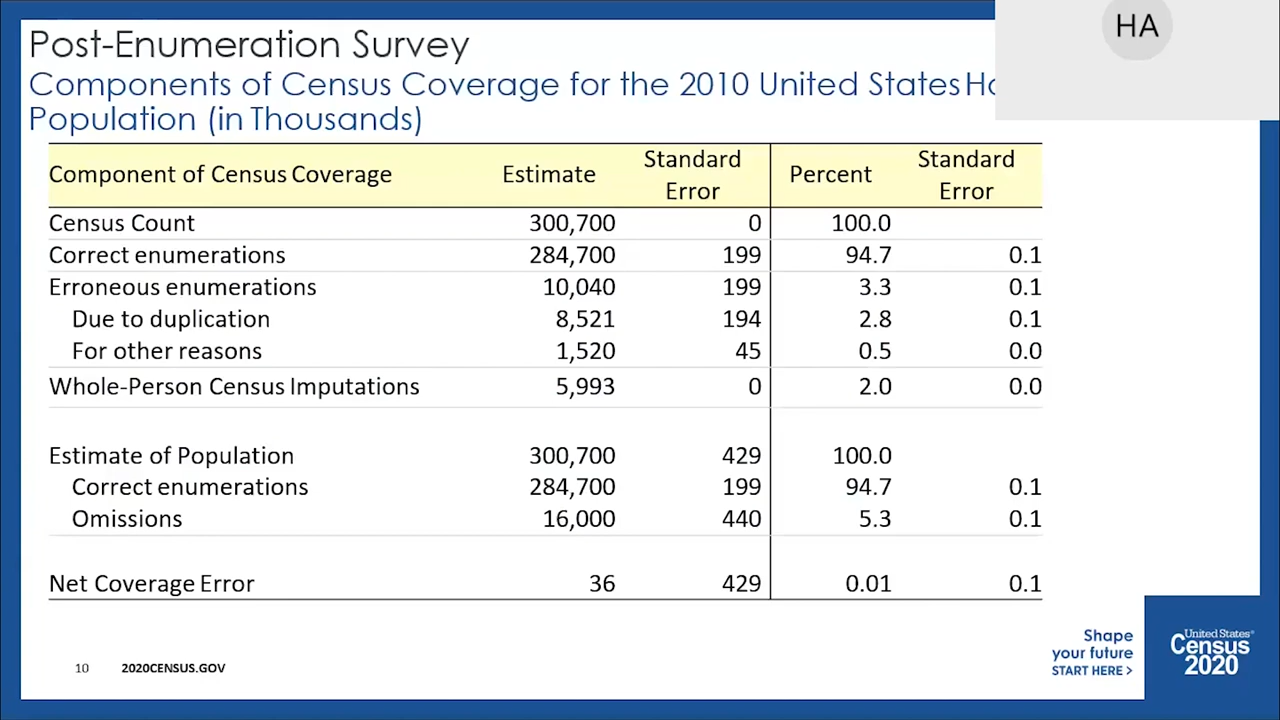 HA
Post-Enumeration Survey
Components of Census Coverage for the 2010 United States
Population (in Thousands)
Component of Census Coverage Estimate Standard Error Percent Standard Error
Census Count 300,700 0 100.0
Correct enumerations 284,700 199 94.7 0.1
Erroneous enumerations 10,040 199 3.3 0.1
Due to duplication 8,521 194 2.8 0.1
For other reasons 1,520 45 0.5 0.0
Whole-Person Census Imputations 5,993 0 2.0 0.0
Estimate of Population 300,700 429 100.0
Correct enumerations 284,700 199 94.7 0.1
Omissions 16,000 440 5.3 0.1
Net Coverage Error 36 429 0.01 0.1
Shape
your future
START HERE >
United States®
Census
2020
10 2020CENSUS.GOV